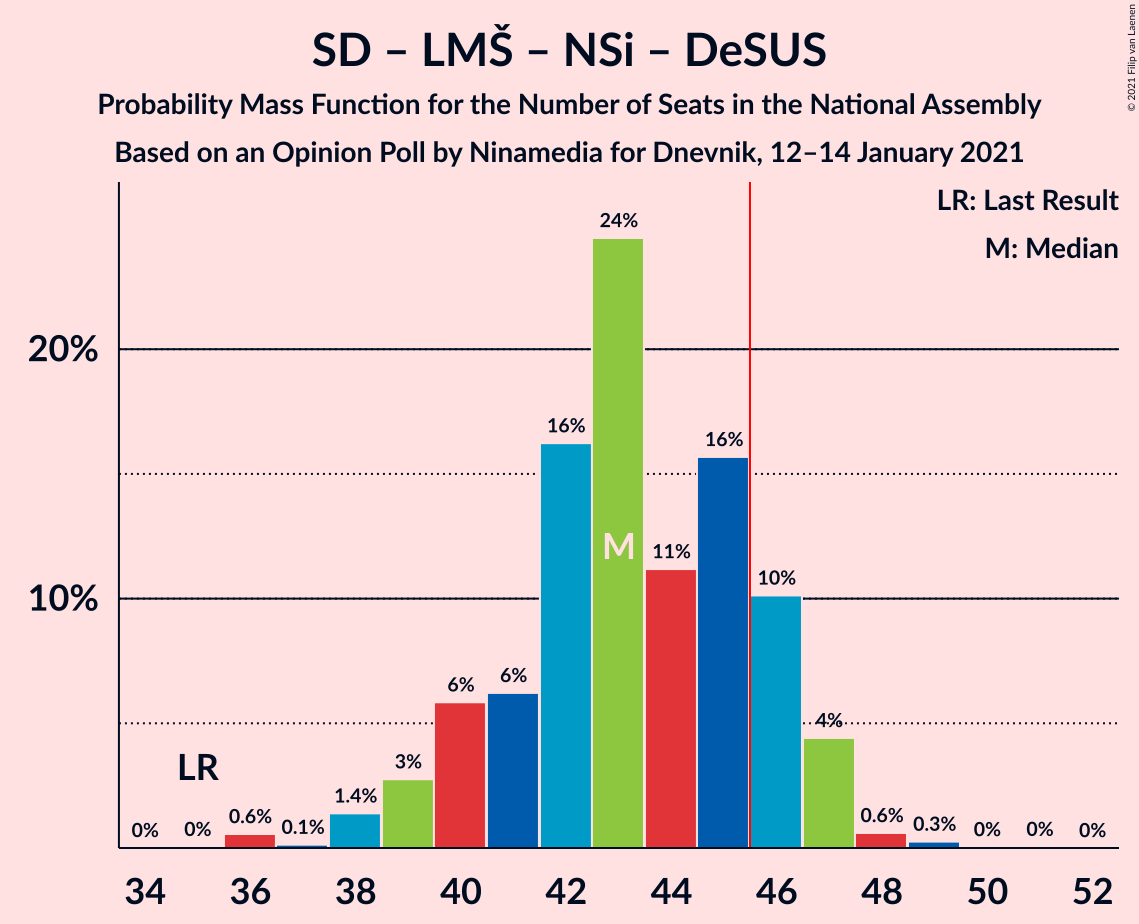 SD – LMŠ – NSi – DeSUS
Probability Mass Function for the Number of Seats in the National Assembly
Based on an Opinion Poll by Ninamedia for Dnevnik, 12–14 January 2021
© 2021 Filip van Laenen
LR: Last Result
M: Median
20%
10%
0% 0% 0.6% 0.1% 1.4% 3% 6% 6% 16% 24% 11% 16% 10% 4% 0.6% 0.3% 0% 0% 0%
LR
M
34 36 38 40 42 44 46 48 50 52